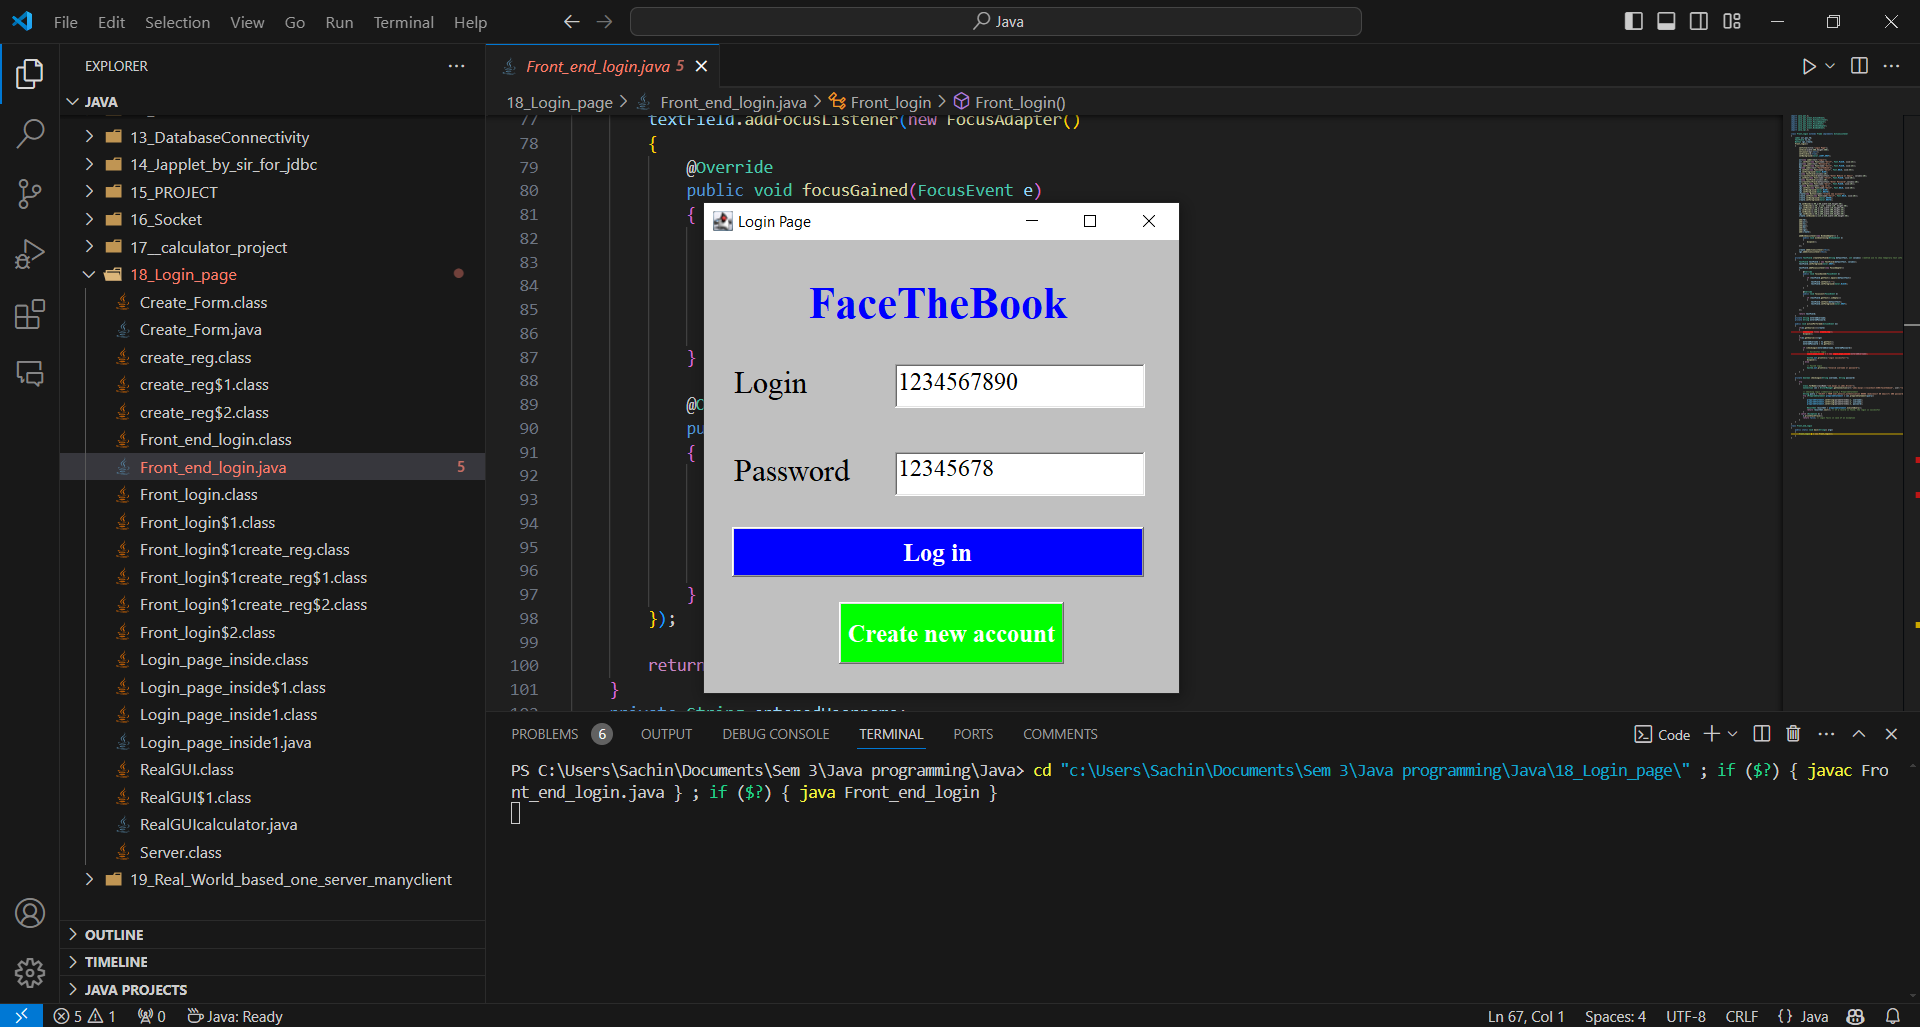 File Edit Selection View Go Run Terminal Help
Java
EXPLORER
JAVA
13_DatabaseConnectivity
14_Japplet_by_sir_for_jdbc
15_PROJECT
16_Socket
17__calculator_project
18_Login_page
Create_Form.class
Create_Form.java
create_reg.class
create_reg$1.class
create_reg$2.class
Front_end_login.class
Front_end_login.java 5
Front_login.class
Front_login$1.class
Front_login$1create_reg.class
Front_login$1create_reg$1.class
Front_login$1create_reg$2.class
Front_login$2.class
Login_page_inside.class
Login_page_inside$1.class
Login_page_inside1.class
Login_page_inside1.java
RealGUI.class
RealGUI$1.class
RealGUIcalculator.java
Server.class
19_Real_World_based_one_server_manyclient
OUTLINE
TIMELINE
JAVA PROJECTS
Front_end_login.java 5
18_Login_page > Front_end_login.java > Front_login > Front_login()
77 textField.addFocusListener(new FocusAdapter()
78 {
79 @Override
80 public void focusGained(FocusEvent e)
81 {
82
83
84
85
86
87 }
88
89
90
91 {
92
93
94
95
96
97 }
98 });
99
100 return
101 }
private String enteredUsername;
Login Page
FaceTheBook
Login 1234567890
Password 12345678
Log in
Create new account
PROBLEMS 6 OUTPUT DEBUG CONSOLE TERMINAL PORTS COMMENTS
Code
PS C:\Users\Sachin\Documents\Sem 3\Java programming\Java> cd "c:\Users\Sachin\Documents\Sem 3\Java programming\Java\18_Login_page\" ; if ($?) { javac Fro
nt_end_login.java } ; if ($?) { java Front_end_login }
5 1 0 Java: Ready
Ln 67, Col 1 Spaces: 4 UTF-8 CRLF {} Java